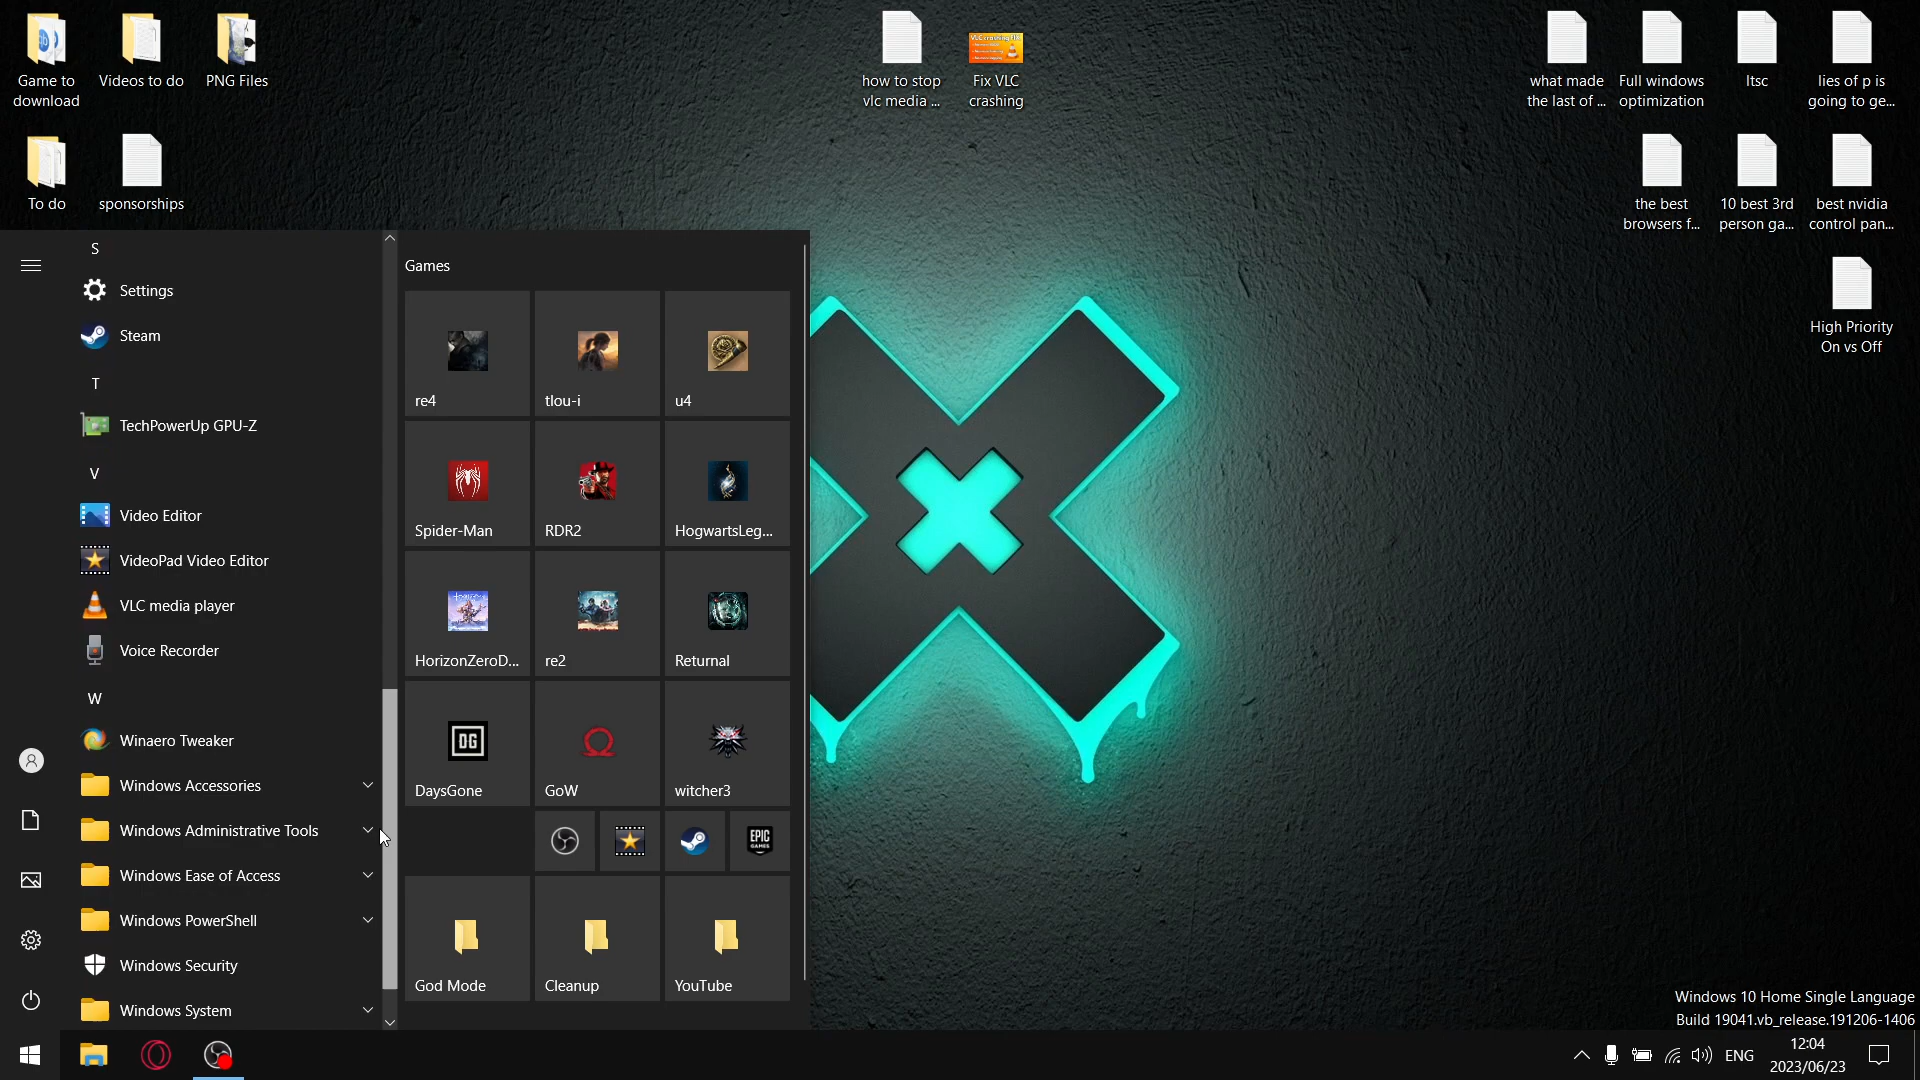 Game to
download
Videos to do
PNG Files
how to stop
vlc media ...
VLC crashing FIX
Fix VLC
crashing
what made
the last of ...
Full windows
optimization
ltsc
lies of p is
going to ge...
To do
sponsorships
the best
browsers f...
10 best 3rd
person ga...
best nvidia
control pan...
High Priority
On vs Off
S
Settings
Steam
T
TechPowerUp GPU-Z
V
Video Editor
VideoPad Video Editor
VLC media player
Voice Recorder
W
Winaero Tweaker
Windows Accessories
Windows Administrative Tools
Windows Ease of Access
Windows PowerShell
Windows Security
Windows System
Games
re4
tlou-i
u4
Spider-Man
RDR2
HogwartsLeg...
HorizonZeroD...
re2
Returnal
DG
DaysGone
GoW
witcher3
EPIC
GAMES
God Mode
Cleanup
YouTube
Windows 10 Home Single Language
Build 19041.vb_release.191206-1406
ENG
12:04
2023/06/23